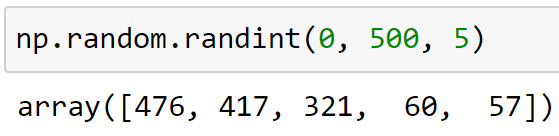 np.random.randint(0, 500, 5)
array([476, 417, 321,  60,  57])